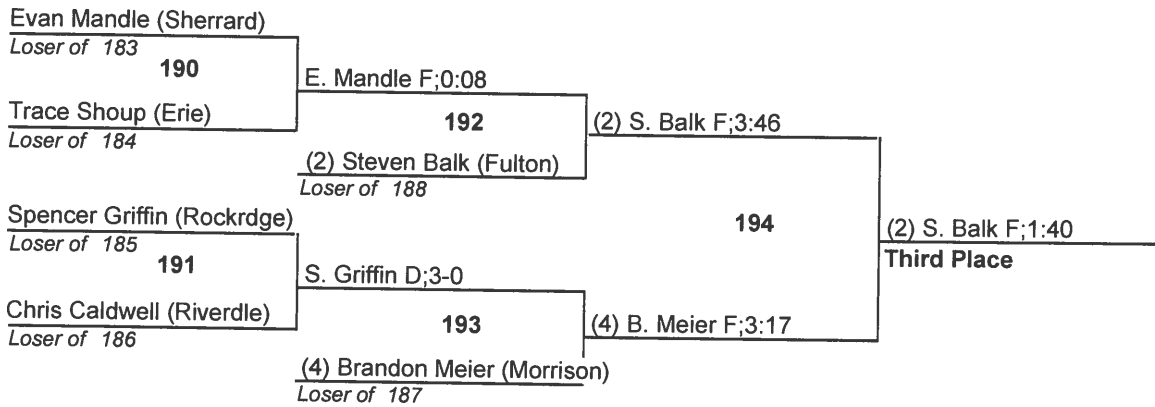 Evan Mandle (Sherrard)
Loser of 183
190
E. Mandle F;0:08
Trace Shoup (Erie)
Loser of 184
192
(2) S. Balk F;3:46
(2) Steven Balk (Fulton)
Loser of 188
Spencer Griffin (Rockrdge)
Loser of 185
194
(2) S. Balk F;1:40
Third Place
191
S. Griffin D;3-0
Chris Caldwell (Riverdle)
Loser of 186
193
(4) B. Meier F;3:17
(4) Brandon Meier (Morrison)
Loser of 187